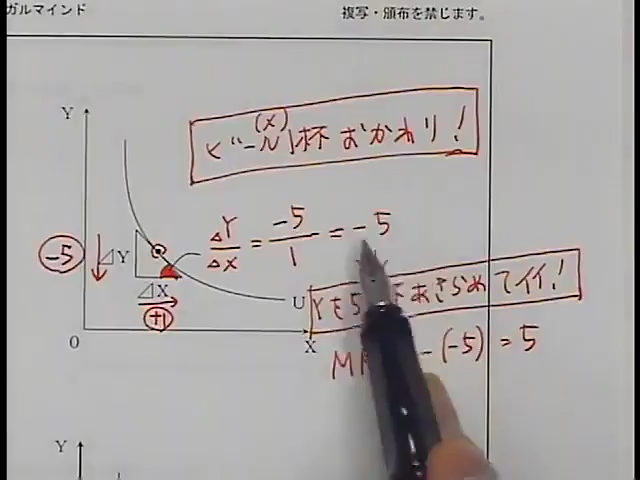 ガルマインド
複写・頒布を禁じます。
Y
(X)
ビール1杯おかわり!
ΔY/ΔX = -5/1 = -5
-5
ΔY
ΔX
+1
U
Yを5 あきらめてイイ!
0
X
-(-5) = 5
Y